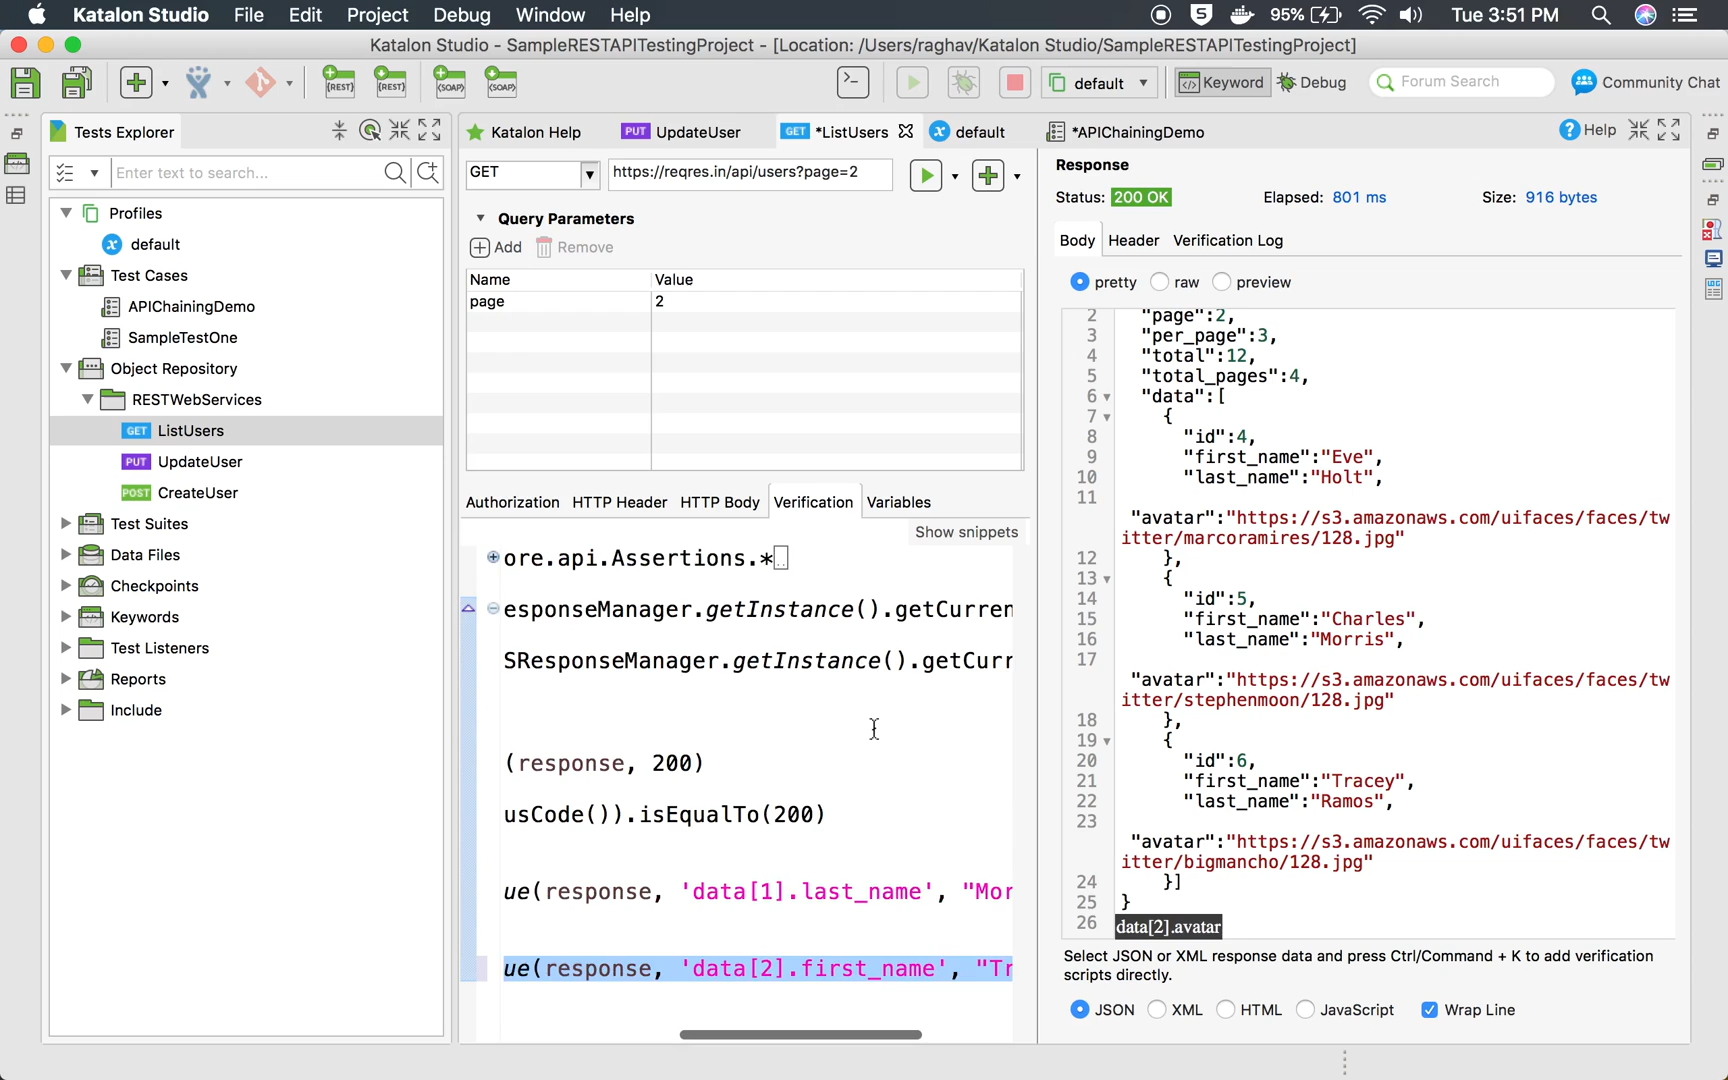 Katalon Studio File Edit Project Debug Window Help 95% Tue 3:51 PM
Katalon Studio - SampleRESTAPITestingProject - [Location: /Users/raghav/Katalon Studio/SampleRESTAPITestingProject]
default Keyword Debug Forum Search Community Chat
Tests Explorer
Enter text to search...
Profiles
default
Test Cases
APIChainingDemo
SampleTestOne
Object Repository
RESTWebServices
GET ListUsers
PUT UpdateUser
POST CreateUser
Test Suites
Data Files
Checkpoints
Keywords
Test Listeners
Reports
Include
Katalon Help PUT UpdateUser GET *ListUsers default *APIChainingDemo Help
GET https://reqres.in/api/users?page=2
Query Parameters
Add Remove
Name Value
page 2
Authorization HTTP Header HTTP Body Verification Variables
Show snippets
ore.api.Assertions.*
esponseManager.getInstance().getCurren
SResponseManager.getInstance().getCurr
(response, 200)
usCode()).isEqualTo(200)
ue(response, 'data[1].last_name', "Mor
ue(response, 'data[2].first_name', "Tr
Response
Status: 200 OK Elapsed: 801 ms Size: 916 bytes
Body Header Verification Log
pretty raw preview
2 "page":2,
3 "per_page":3,
4 "total":12,
5 "total_pages":4,
6 "data":[
7 {
8 "id":4,
9 "first_name":"Eve",
10 "last_name":"Holt",
11
"avatar":"https://s3.amazonaws.com/uifaces/faces/tw
itter/marcoramires/128.jpg"
12 },
13 {
14 "id":5,
15 "first_name":"Charles",
16 "last_name":"Morris",
17
"avatar":"https://s3.amazonaws.com/uifaces/faces/tw
itter/stephenmoon/128.jpg"
18 },
19 {
20 "id":6,
21 "first_name":"Tracey",
22 "last_name":"Ramos",
23
"avatar":"https://s3.amazonaws.com/uifaces/faces/tw
itter/bigmancho/128.jpg"
24 }]
25 }
26 data[2].avatar
Select JSON or XML response data and press Ctrl/Command + K to add verification
scripts directly.
JSON XML HTML JavaScript Wrap Line